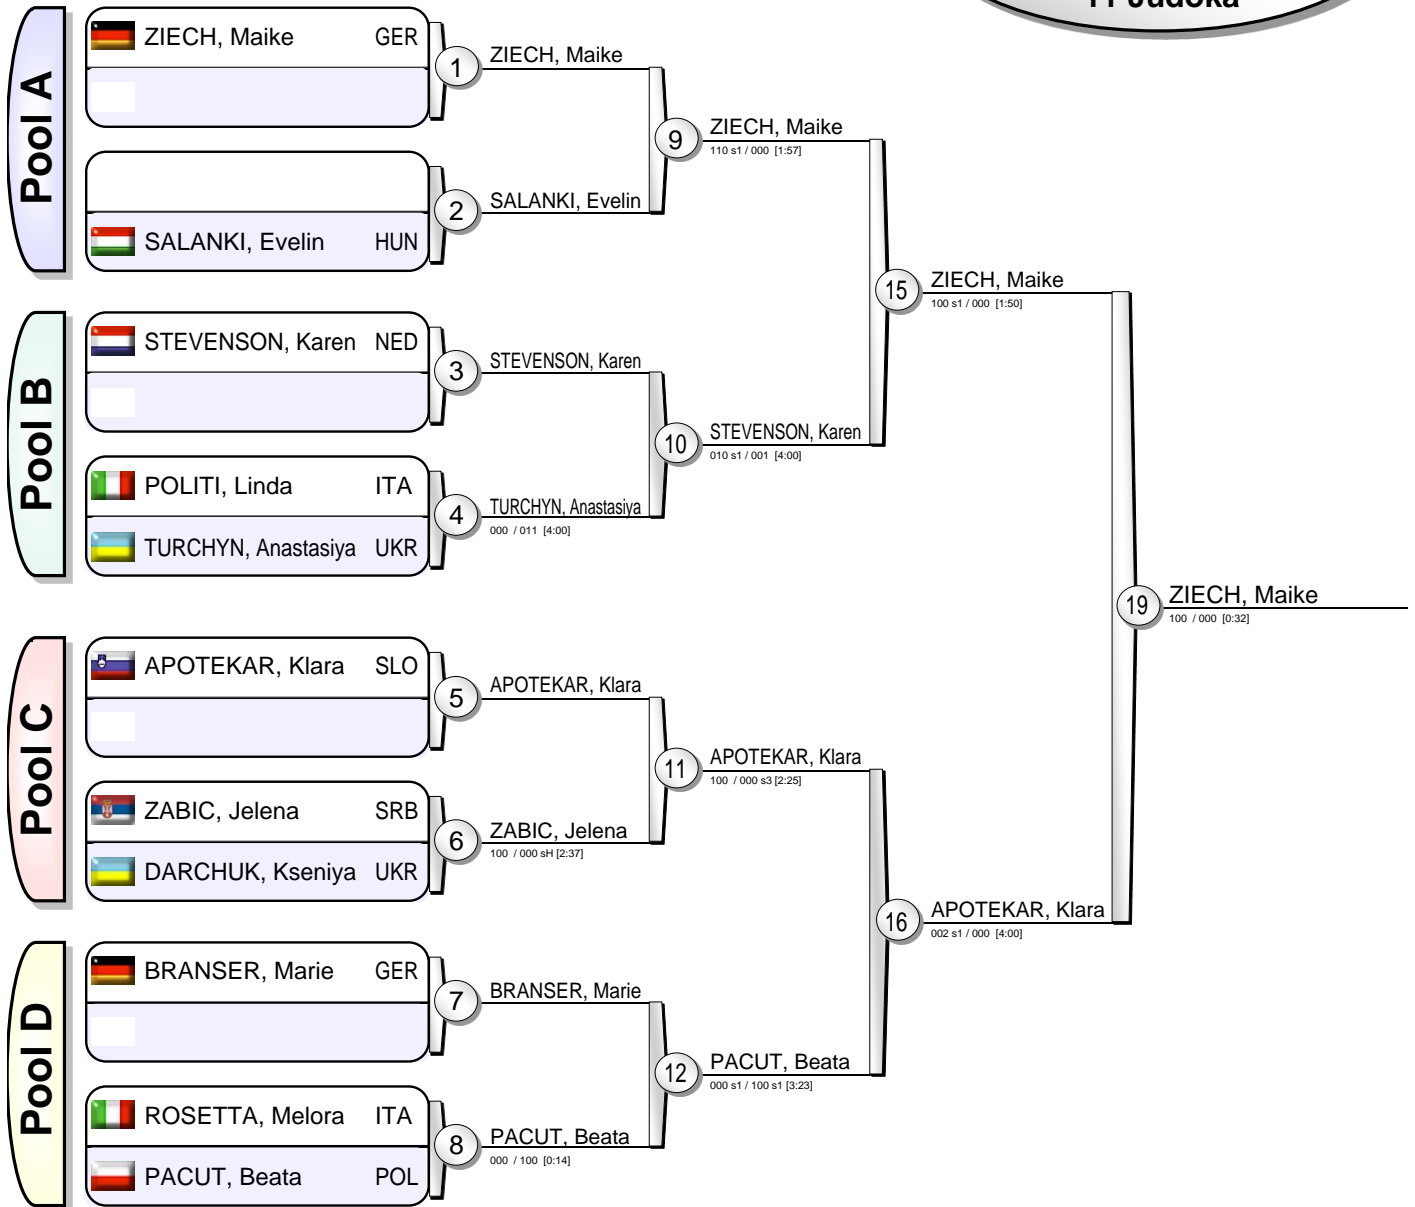 11 Judoka
Pool A
ZIECH, Maike GER
1
ZIECH, Maike
2
SALANKI, Evelin
SALANKI, Evelin HUN
9
ZIECH, Maike
110 s1 / 000 [1:57]
Pool B
STEVENSON, Karen NED
3
STEVENSON, Karen
POLITI, Linda ITA
4
TURCHYN, Anastasiya
000 / 011 [4:00]
TURCHYN, Anastasiya UKR
10
STEVENSON, Karen
010 s1 / 001 [4:00]
15
ZIECH, Maike
100 s1 / 000 [1:50]
Pool C
APOTEKAR, Klara SLO
5
APOTEKAR, Klara
ZABIC, Jelena SRB
6
ZABIC, Jelena
100 / 000 sH [2:37]
DARCHUK, Kseniya UKR
11
APOTEKAR, Klara
100 / 000 s3 [2:25]
Pool D
BRANSER, Marie GER
7
BRANSER, Marie
ROSETTA, Melora ITA
8
PACUT, Beata
000 / 100 [0:14]
PACUT, Beata POL
12
PACUT, Beata
000 s1 / 100 s1 [3:23]
16
APOTEKAR, Klara
002 s1 / 000 [4:00]
19
ZIECH, Maike
100 / 000 [0:32]